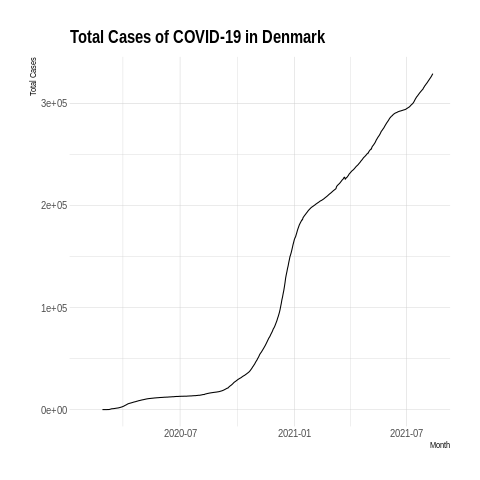 Total Cases of COVID-19 in Denmark
Total Cases
3e+05
2e+05
1e+05
0e+00
2020-07
2021-01
2021-07
Month